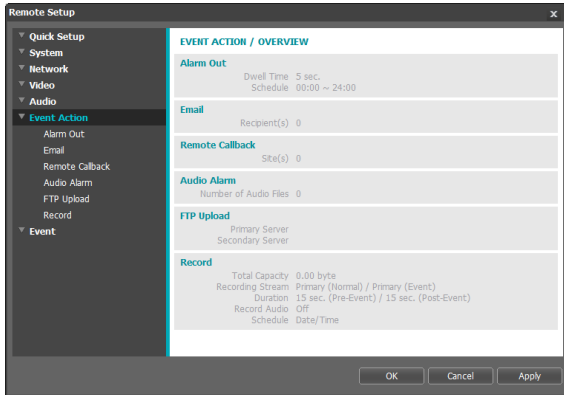 Remote Setup
x
Quick Setup
System
Network
Video
Audio
Event Action
Alarm Out
Email
Remote Callback
Audio Alarm
FTP Upload
Record
Event
EVENT ACTION / OVERVIEW
Alarm Out
Dwell Time 5 sec.
Schedule 00:00 ~ 24:00
Email
Recipient(s) 0
Remote Callback
Site(s) 0
Audio Alarm
Number of Audio Files 0
FTP Upload
Primary Server
Secondary Server
Record
Total Capacity 0.00 byte
Recording Stream Primary (Normal) / Primary (Event)
Duration 15 sec. (Pre-Event) / 15 sec. (Post-Event)
Record Audio Off
Schedule Date/Time
OK Cancel Apply